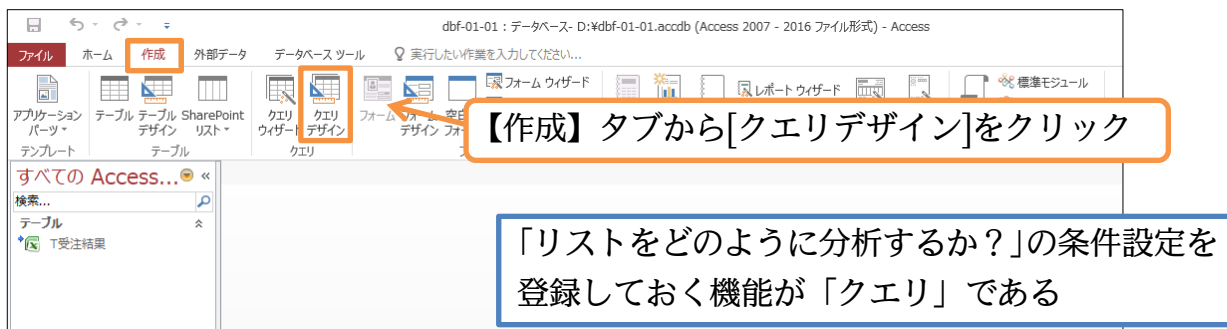 dbf-01-01 : データベース- D:¥dbf-01-01.accdb (Access 2007 - 2016 ファイル形式) - Access
ファイル ホーム 作成 外部データ データベース ツール 実行したい作業を入力してください...
フォーム ウィザード レポート ウィザード 標準モジュール
アプリケーション パーツ テーブル テーブル デザイン SharePoint リスト クエリ ウィザード クエリ デザイン フォーム
テンプレート テーブル クエリ
【作成】タブから[クエリデザイン]をクリック
すべての Access... «
検索...
テーブル
T受注結果
「リストをどのように分析するか？」の条件設定を
登録しておく機能が「クエリ」である